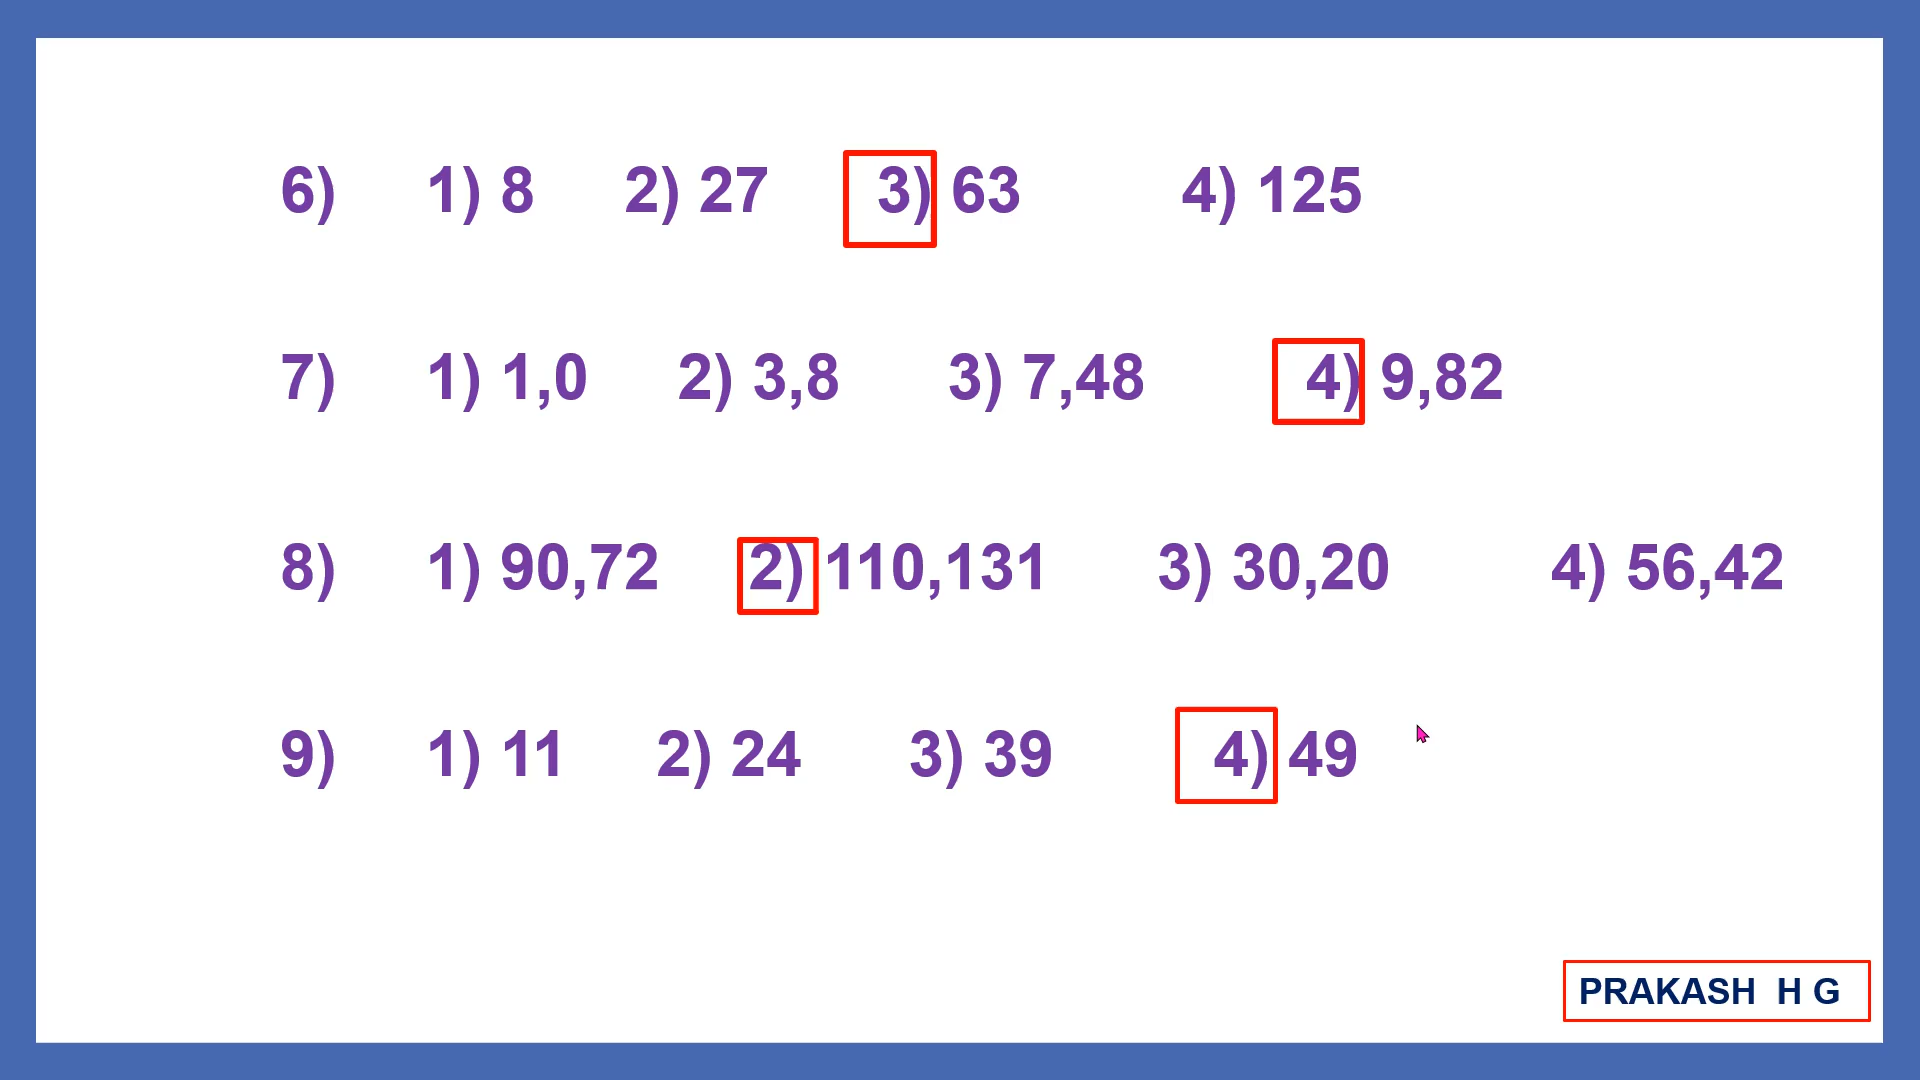 6) 1) 8 2) 27 3) 63 4) 125
7) 1) 1,0 2) 3,8 3) 7,48 4) 9,82
8) 1) 90,72 2) 110,131 3) 30,20 4) 56,42
9) 1) 11 2) 24 3) 39 4) 49
PRAKASH H G